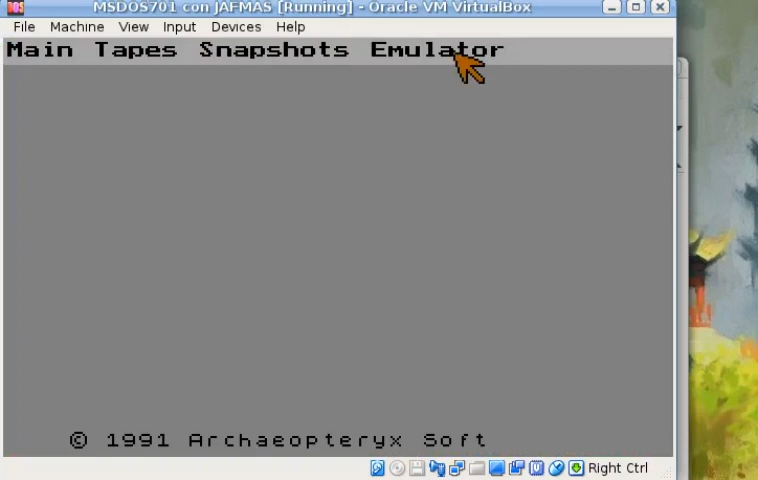 MSDOS701 con JAFMAS [Running] - Oracle VM VirtualBox
File Machine View Input Devices Help
Main Tapes Snapshots Emulator
© 1991 Archaeopteryx Soft
Right Ctrl